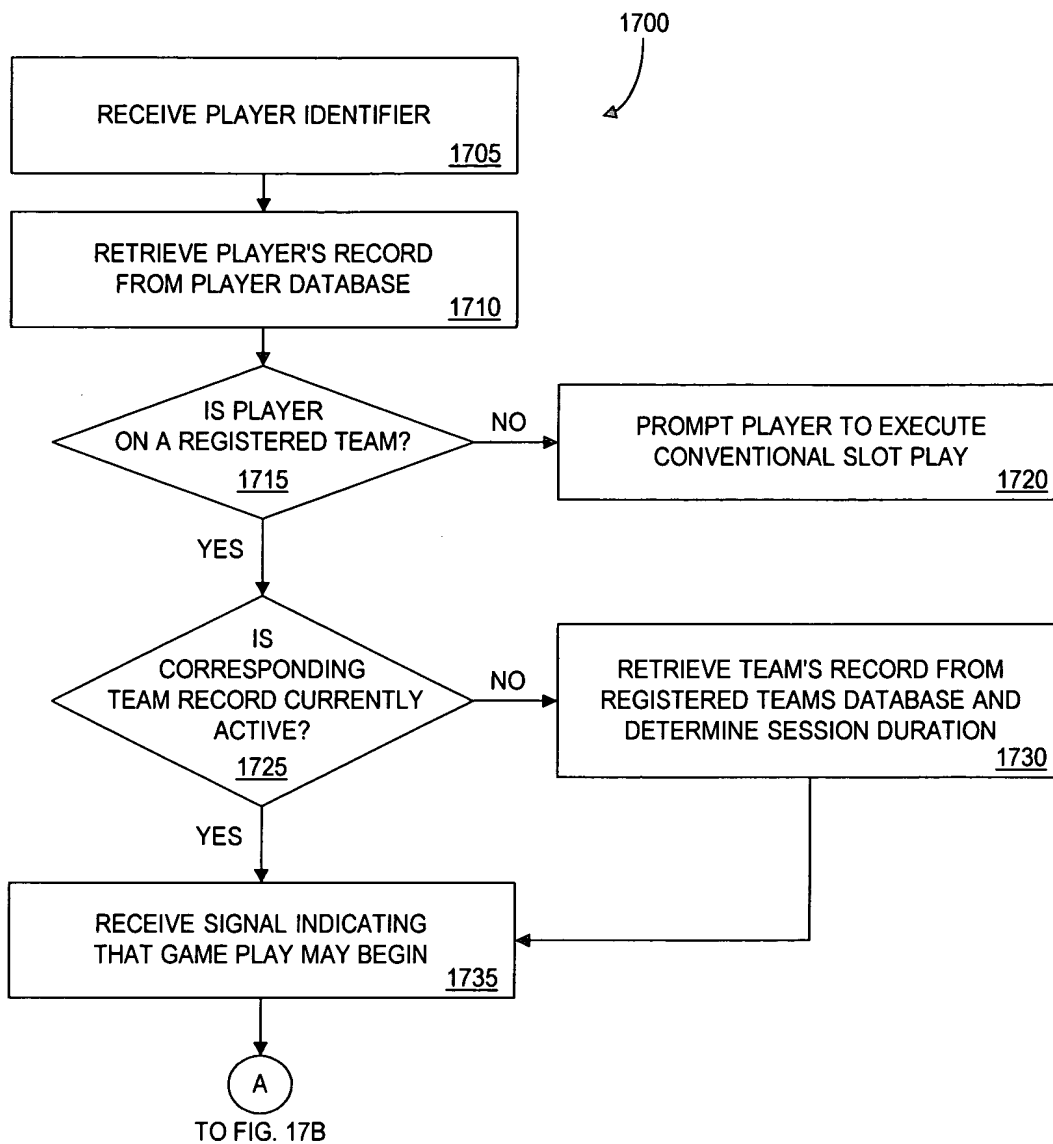 1700
RECEIVE PLAYER IDENTIFIER
1705
RETRIEVE PLAYER'S RECORD
FROM PLAYER DATABASE
1710
IS PLAYER
ON A REGISTERED TEAM?
1715
NO
PROMPT PLAYER TO EXECUTE
CONVENTIONAL SLOT PLAY
1720
YES
IS
CORRESPONDING
TEAM RECORD CURRENTLY
ACTIVE?
1725
NO
RETRIEVE TEAM'S RECORD FROM
REGISTERED TEAMS DATABASE AND
DETERMINE SESSION DURATION
1730
YES
RECEIVE SIGNAL INDICATING
THAT GAME PLAY MAY BEGIN
1735
A
TO FIG. 17B